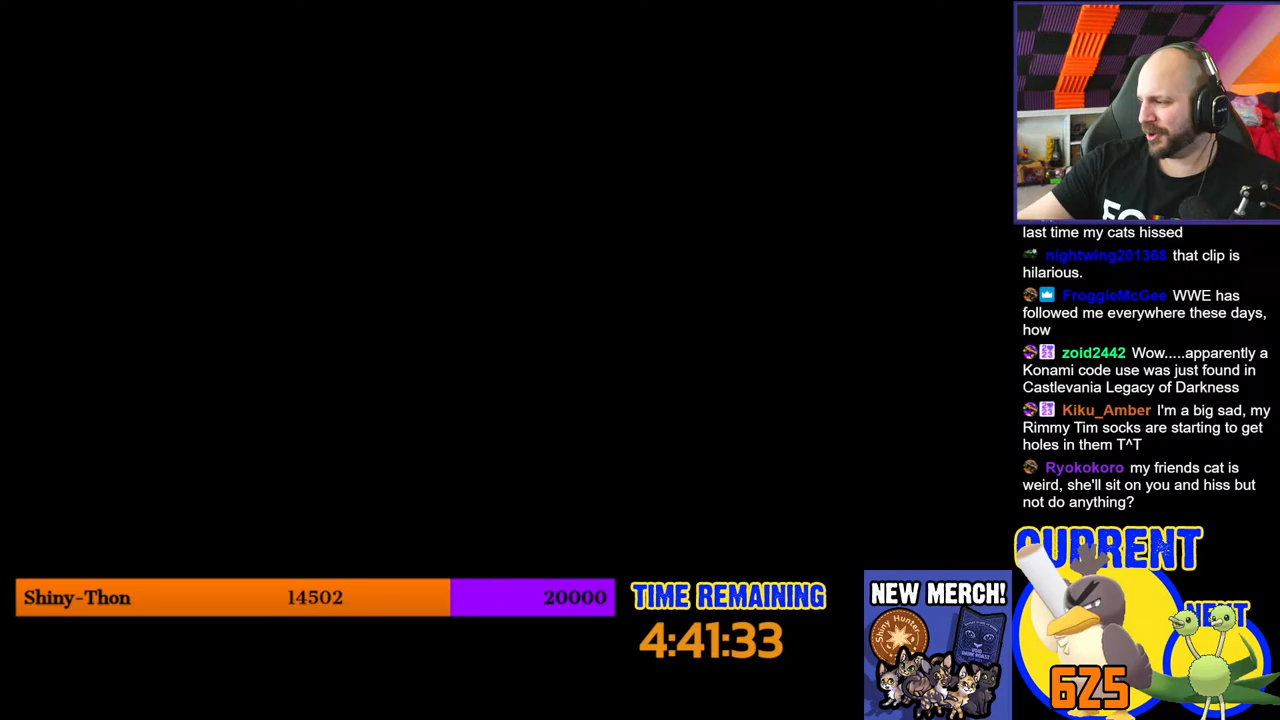 last time my cats hissed
nightwing201368 that clip is
hilarious.
FroggieMcGee WWE has
followed me everywhere these days,
how
zoid2442 Wow.....apparently a
Konami code use was just found in
Castlevania Legacy of Darkness
Kiku_Amber I'm a big sad, my
Rimmy Tim socks are starting to get
holes in them T^T
Ryokokoro my friends cat is
weird, she'll sit on you and hiss but
not do anything?
CURRENT
NEXT
625
Shiny-Thon 14502 20000
TIME REMAINING
4:41:33
NEW MERCH!
Shiny Hunter
DARK ROAST